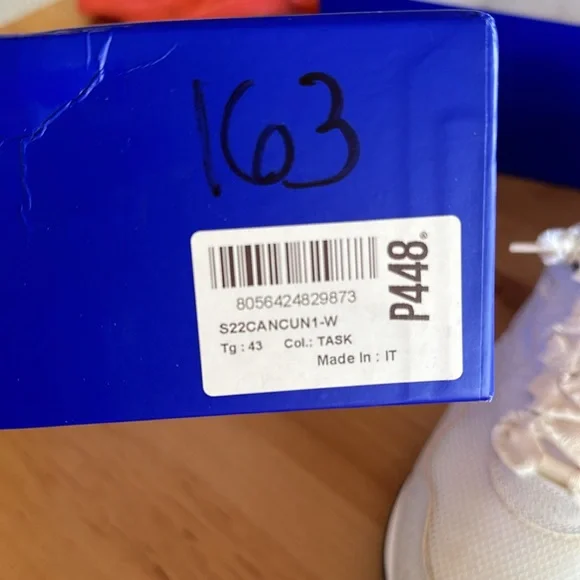 163
8056424829873
P448®
S22CANCUN1-W
Tg : 43 Col.: TASK
Made In : IT